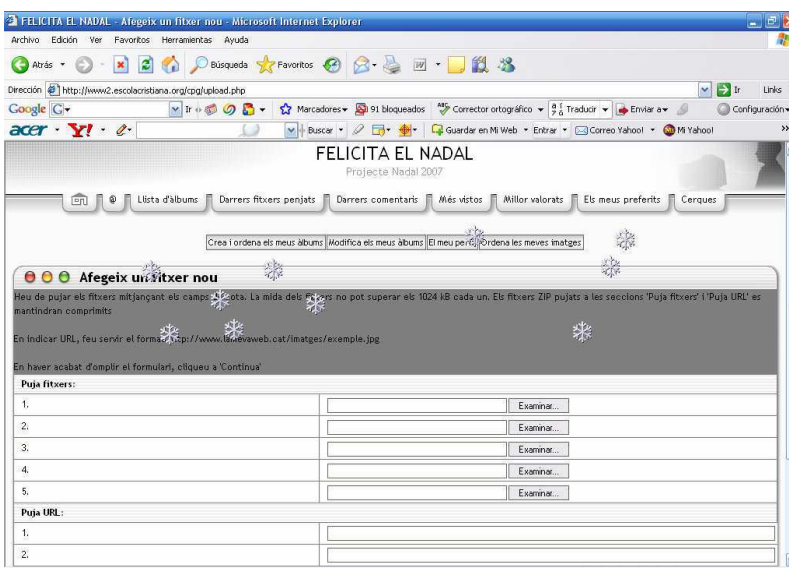 FELICITA EL NADAL - Afegeix un fitxer nou - Microsoft Internet Explorer
Archivo Edición Ver Favoritos Herramientas Ayuda
Atrás Búsqueda Favoritos
Dirección http://www2.escolacristiana.org/cpg/upload.php Ir Links
Google G Ir Marcadores 91 bloqueados Corrector ortográfico Traducir Enviar a Configuración
acer Y! Buscar Guardar en Mi Web Entrar Correo Yahoo! Mi Yahoo!
FELICITA EL NADAL
Projecte Nadal 2007
@ Llista d'àlbums Darrers fitxers penjats Darrers comentaris Més vistos Millor valorats Els meus preferits Cerques
Crea i ordena els meus àlbums Modifica els meus àlbums El meu Ordena les meves imatges
Afegeix un fitxer nou
Heu de pujar els fitxers mitjançant els camps La mida dels fitxers no pot superar els 1024 kB cada un. Els fitxers ZIP pujats a les seccions 'Puja fitxers' i 'Puja URL' es
mantindran comprimits
En indicar URL, feu servir el format http://www.lamevaweb.cat/imatges/exemple.jpg
En haver acabat d'omplir el formulari, cliqueu a 'Continua'
Puja fitxers:
1. Examinar...
2. Examinar...
3. Examinar...
4. Examinar...
5. Examinar...
Puja URL:
1.
2.